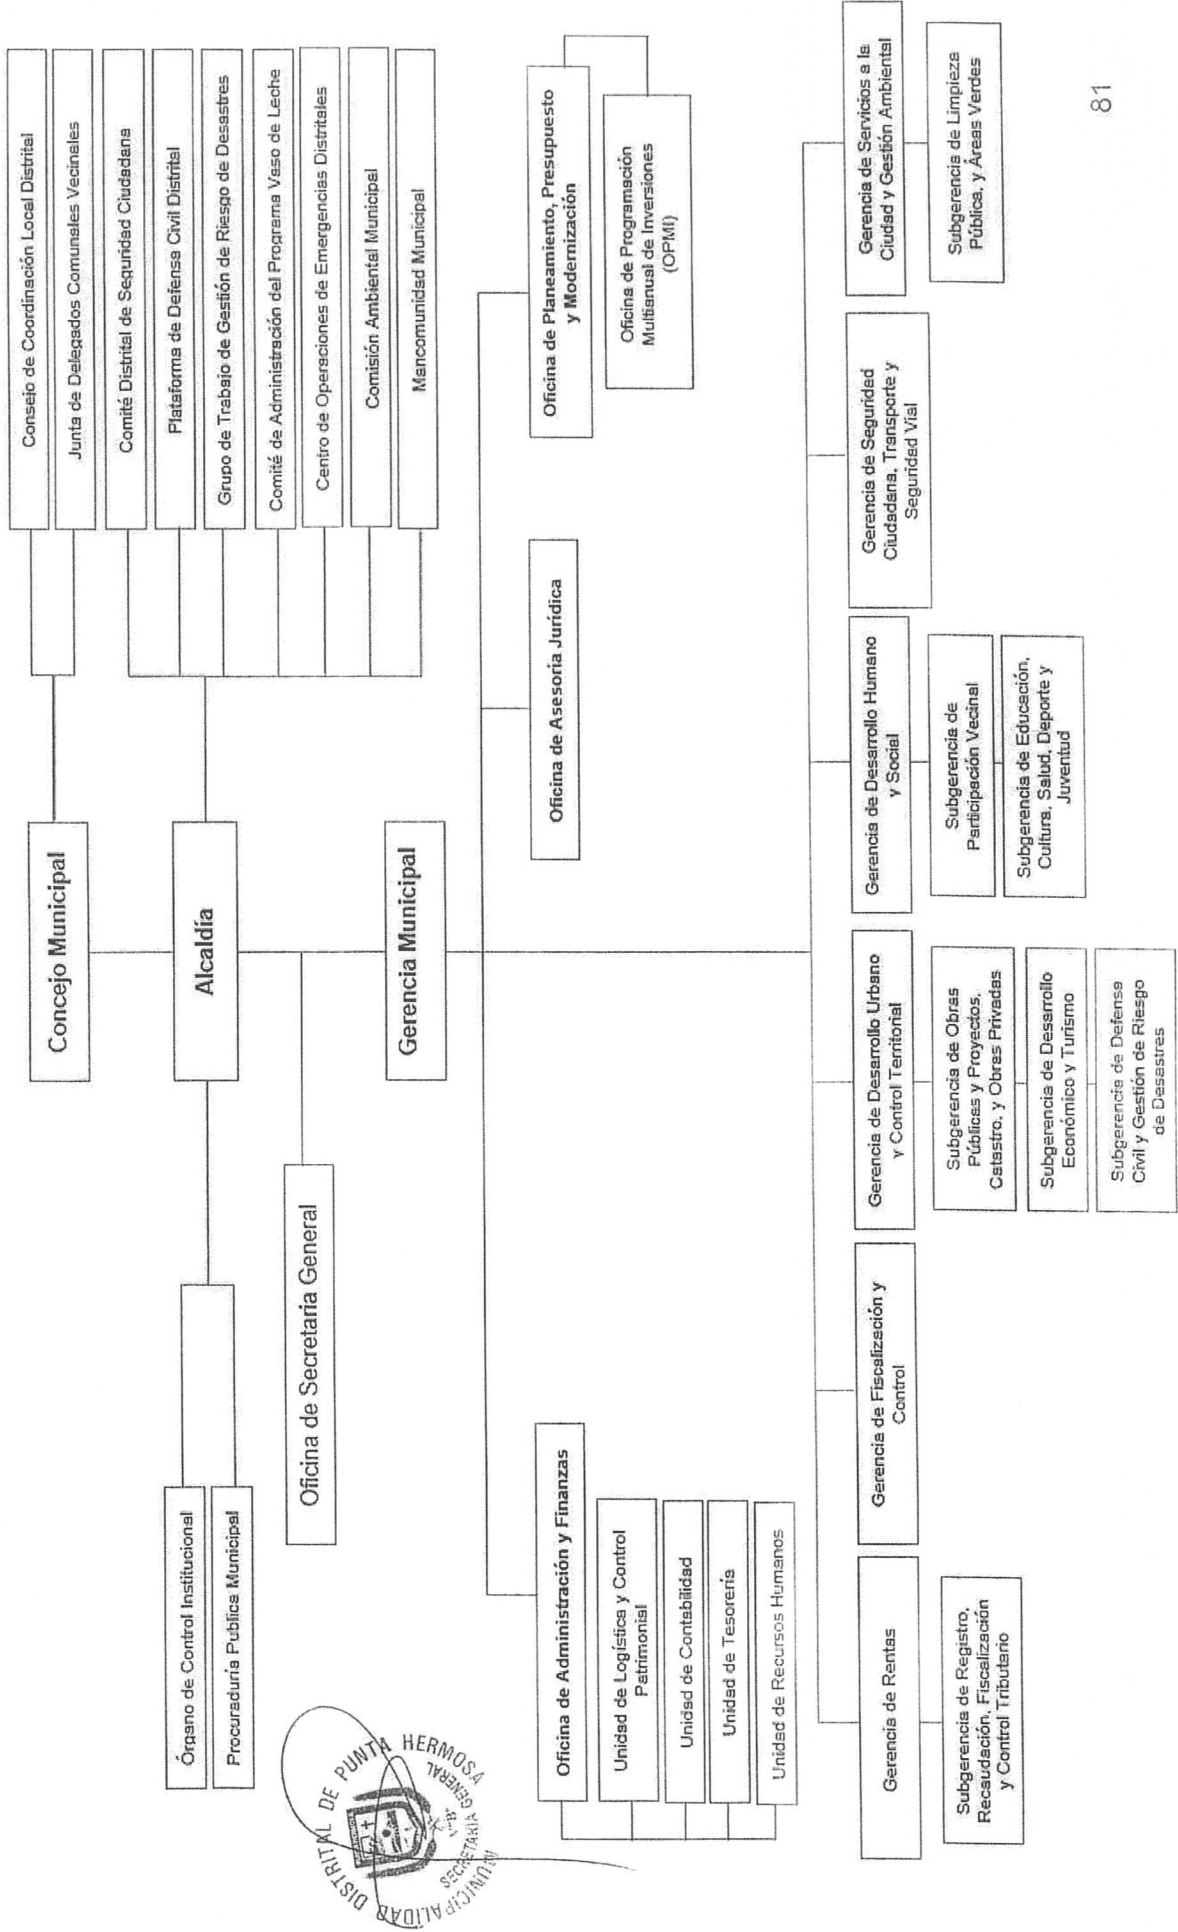 Concejo Municipal
Consejo de Coordinación Local Distrital
Junta de Delegados Comunales Vecinales
Alcaldía
Comité Distrital de Seguridad Ciudadana
Plataforma de Defensa Civil Distrital
Grupo de Trabajo de Gestión de Riesgo de Desastres
Comité de Administración del Programa Vaso de Leche
Centro de Operaciones de Emergencias Distritales
Comisión Ambiental Municipal
Mancomunidad Municipal
Órgano de Control Institucional
Procuraduría Publica Municipal
Oficina de Secretaria General
Gerencia Municipal
MUNICIPALIDAD DISTRITAL DE PUNTA HERMOSA
SECRETARIA GENERAL
V°B°
Oficina de Administración y Finanzas
Unidad de Logística y Control
Patrimonial
Unidad de Contabilidad
Unidad de Tesorería
Unidad de Recursos Humanos
Oficina de Asesoría Jurídica
Oficina de Planeamiento, Presupuesto
y Modernización
Oficina de Programación
Multianual de Inversiones
(OPMI)
Gerencia de Rentas
Subgerencia de Registro,
Recaudación, Fiscalización
y Control Tributario
Gerencia de Fiscalización y
Control
Gerencia de Desarrollo Urbano
y Control Territorial
Subgerencia de Obras
Públicas y Proyectos,
Catastro, y Obras Privadas
Subgerencia de Desarrollo
Económico y Turismo
Subgerencia de Defensa
Civil y Gestión de Riesgo
de Desastres
Gerencia de Desarrollo Humano
y Social
Subgerencia de
Participación Vecinal
Subgerencia de Educación,
Cultura, Salud, Deporte y
Juventud
Gerencia de Seguridad
Ciudadana, Transporte y
Seguridad Vial
Gerencia de Servicios a la
Ciudad y Gestión Ambiental
Subgerencia de Limpieza
Pública, y Áreas Verdes
81